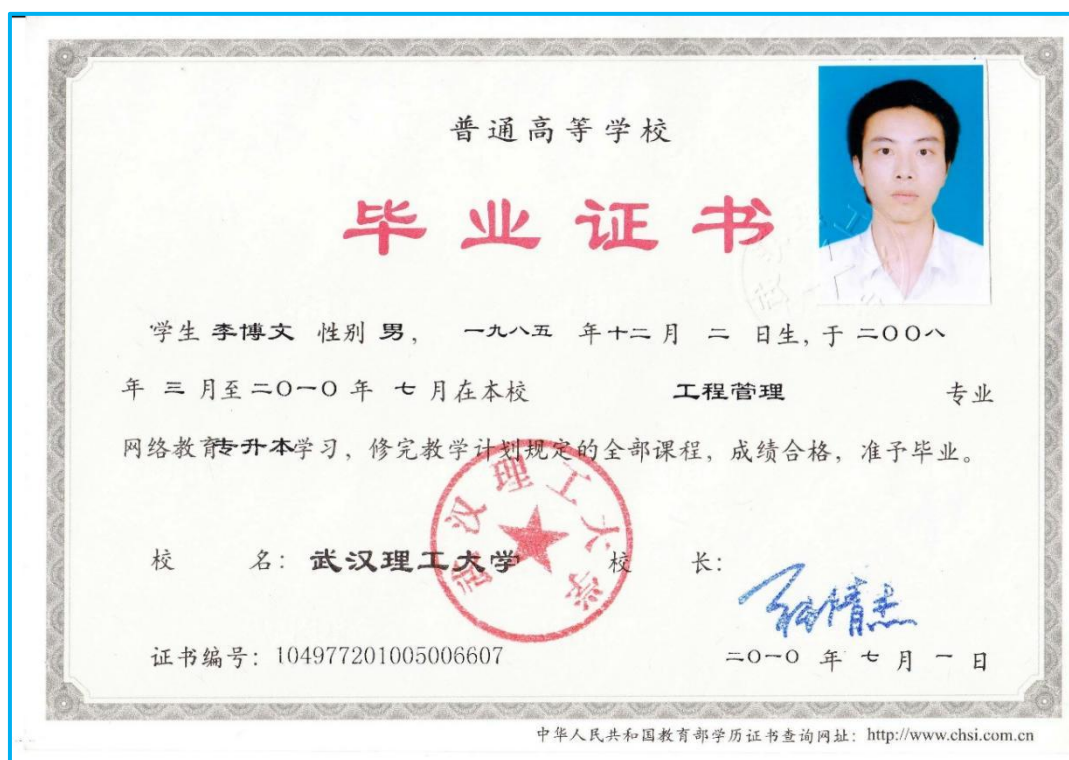 普通高等学校
毕业证书
学生 李博文 性别 男， 一九八五 年十二月 二 日生，于 二〇〇八
年 三 月至 二〇一〇 年 七 月在本校 工程管理 专业
网络教育专升本学习，修完教学计划规定的全部课程，成绩合格，准予毕业。
校 名：武汉理工大学 校 长：
武汉理工大学
证书编号：104977201005006607 二〇一〇 年 七 月 一 日
中华人民共和国教育部学历证书查询网址：http://www.chsi.com.cn